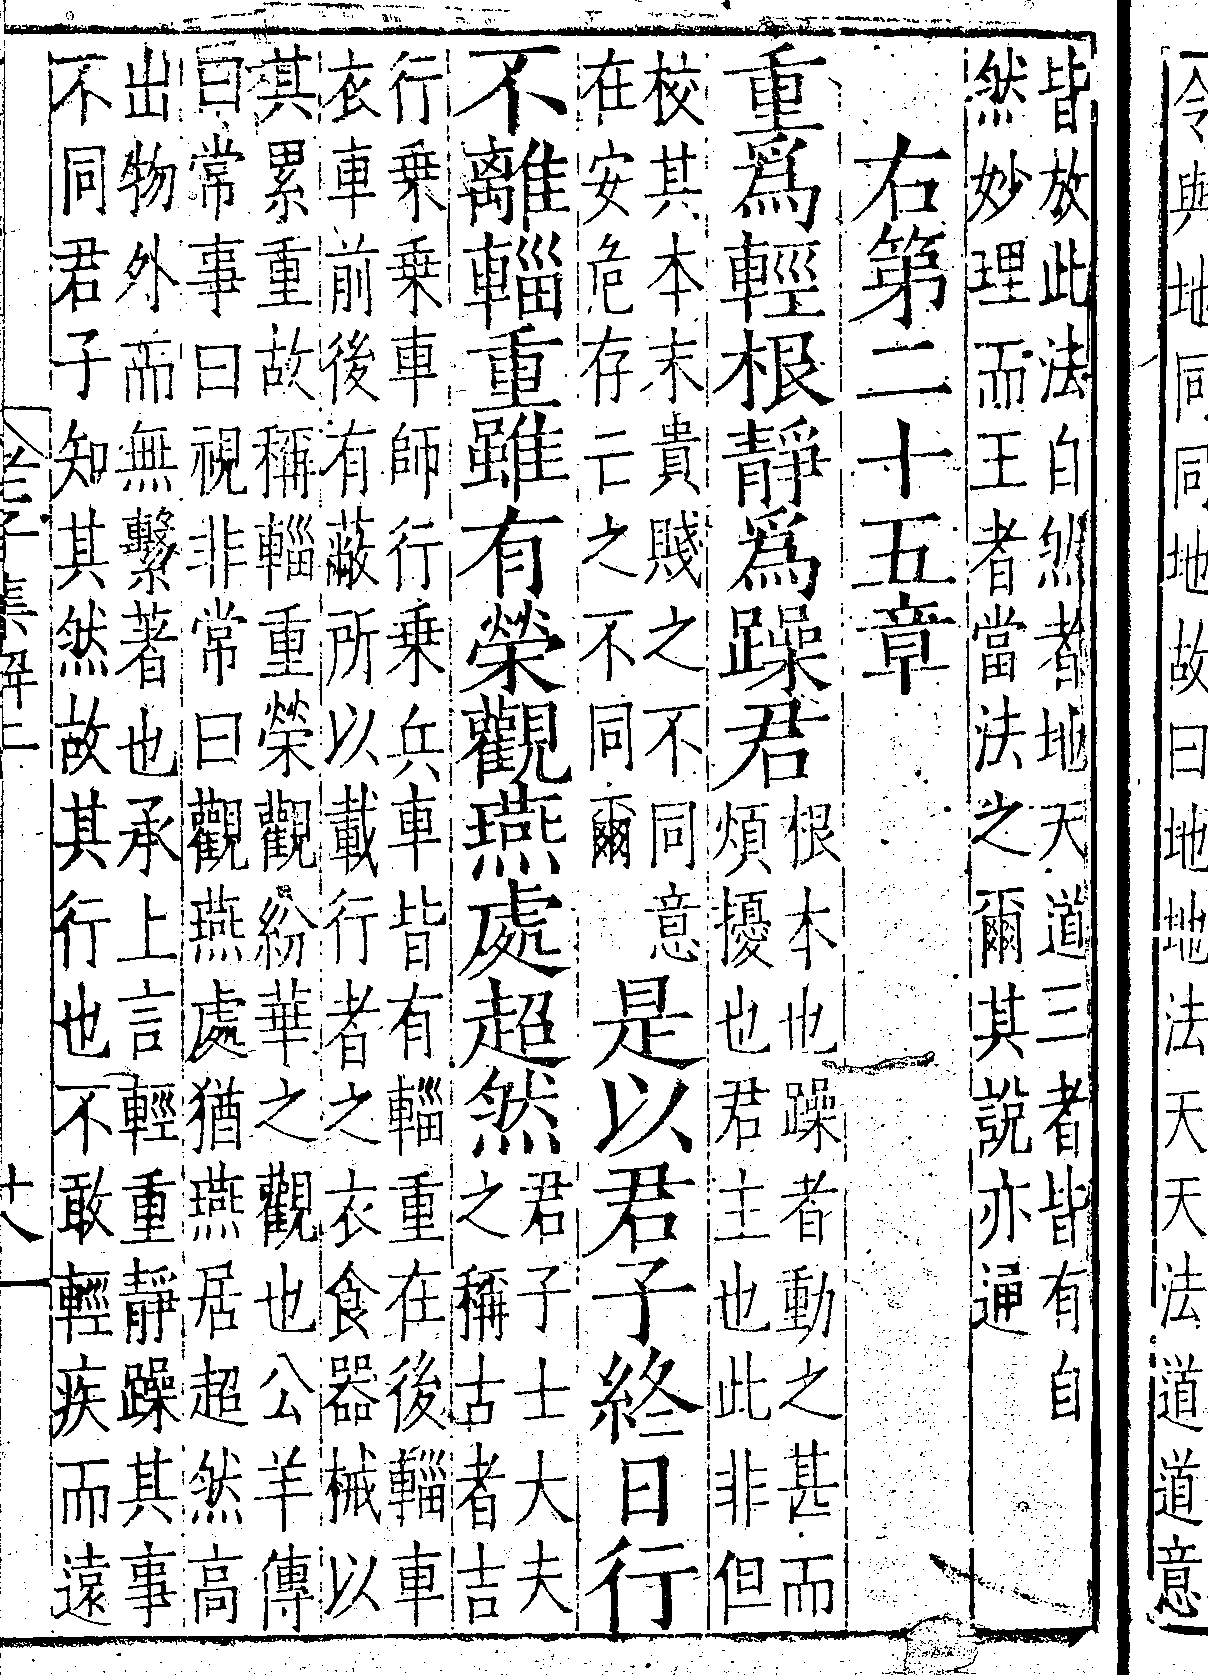 令與地同同地故曰地地法天天天法道道意
皆放此法自然者地天道三者皆有自
然妙理而王者當法之爾其說亦通
右第二十五章
重爲輕根靜爲躁君
根本也躁者動之甚而
煩擾也君主也此非但
校其本末貴賤之不同意
在安危存亡之不同爾
是以君子終日行
不離輜重雖有榮觀燕處超然
君子士大夫
之稱古者吉
行乘乘車師行乘兵車皆有輜重在後輜車
衣車前後有蔽所以載行者之衣食器械以
其累重故稱輜重榮觀紛華之觀也公羊傳
曰常事曰視非常曰觀燕處猶燕居超然高
出物外而無繫著也承上言輕重靜躁其事
不同君子知其然故其行也不敢輕疾而遠
老子集解上
十八